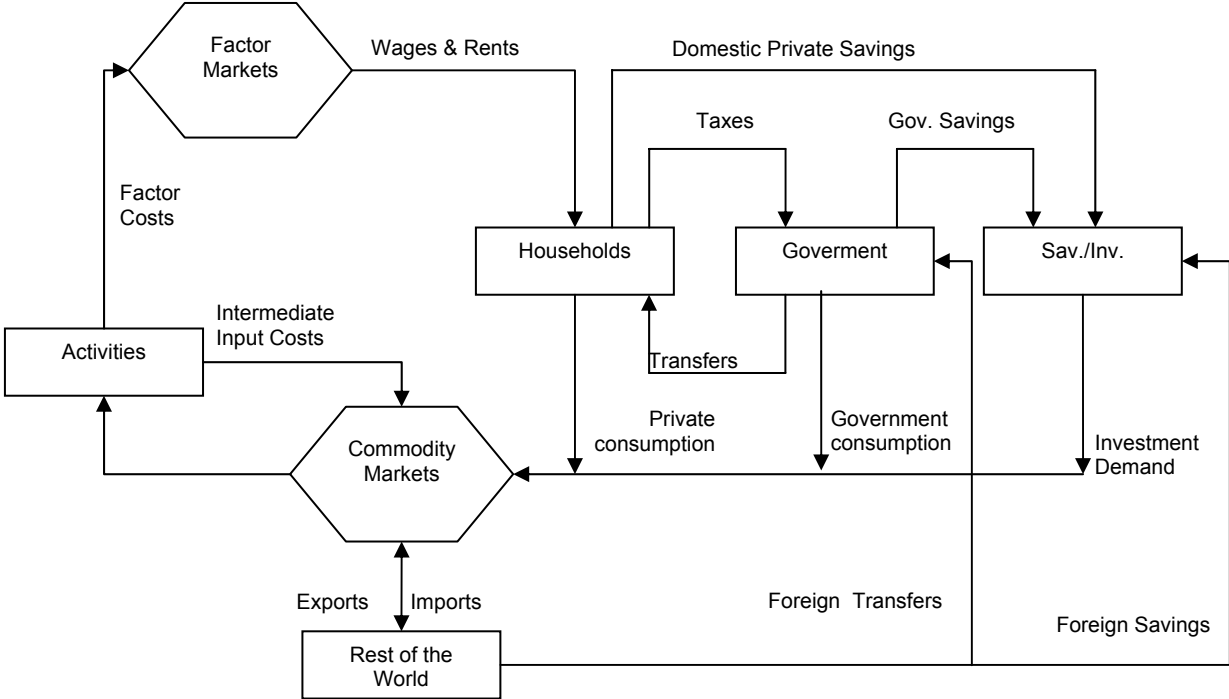 Factor
Markets
Wages & Rents
Domestic Private Savings
Taxes
Gov. Savings
Factor
Costs
Households
Goverment
Sav./Inv.
Intermediate
Input Costs
Activities
Transfers
Private
consumption
Government
consumption
Investment
Demand
Commodity
Markets
Exports
Imports
Foreign Transfers
Foreign Savings
Rest of the
World